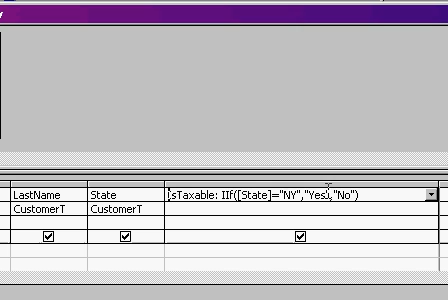 LastName State IsTaxable: IIf([State]="NY","Yes","No")
CustomerT CustomerT